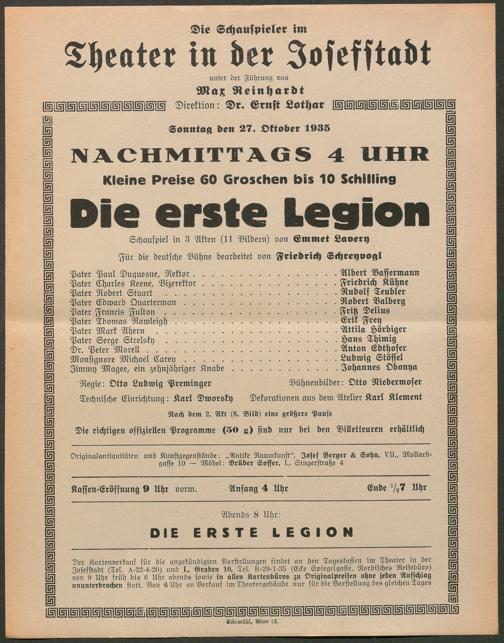 Die Schauspieler im
Theater in der Josefstadt
unter der Führung von
Max Reinhardt
Direktion: Dr. Ernst Lothar
Sonntag den 27. Oktober 1935
NACHMITTAGS 4 UHR
Kleine Preise 60 Groschen bis 10 Schilling
Die erste Legion
Schauspiel in 3 Akten (11 Bildern) von Emmet Lavery
Für die deutsche Bühne bearbeitet von Friedrich Schreyvogl
Pater Paul Duquesne, Rektor . . . . . . . . . . Albert Bassermann
Pater Charles Keene, Vizerektor . . . . . . . . . . Friedrich Kühne
Pater Robert Stuart . . . . . . . . . . Rudolf Teubler
Pater Edward Quarterman . . . . . . . . . . Robert Valberg
Pater Francis Fulton . . . . . . . . . . Fritz Delius
Pater Thomas Rawleigh . . . . . . . . . . Erik Frey
Pater Mark Ahern . . . . . . . . . . Attila Hörbiger
Pater Serge Strelsky . . . . . . . . . . Hans Thimig
Dr. Peter Morell . . . . . . . . . . Anton Edthofer
Monsignore Michael Carey . . . . . . . . . . Ludwig Stössel
Jimmy Magee, ein zehnjähriger Knabe . . . . . . . . . . Johannes Obonya
Regie: Otto Ludwig Preminger Bühnenbilder: Otto Niedermoser
Technische Einrichtung: Karl Dworsky Dekorationen aus dem Atelier Karl Klement
Nach dem 2. Akt (8. Bild) eine größere Pause
Die richtigen offiziellen Programme (50 g) sind nur bei den Billetteuren erhältlich
Originalantiquitäten und Kunstgegenstände: „Antike Raumkunst", Josef Berger & Sohn, VII., Mollard-
gasse 10 — Möbel: Brüder Soffer, I., Singerstraße 4
Kassen-Eröffnung 9 Uhr vorm. Anfang 4 Uhr Ende ½7 Uhr
Abends 8 Uhr:
DIE ERSTE LEGION
Der Kartenverkauf für die angekündigten Vorstellungen findet an den Tageskassen im Theater in der
Josefstadt (Tel. A-22-4-20) und I., Graben 10, Tel. R-29-1-35 (Ecke Spiegelgasse, Nordisches Reisebüro)
von 9 Uhr früh bis 6 Uhr abends sowie in allen Kartenbüros zu Originalpreisen ohne jeden Aufschlag
ununterbrochen statt. Von 6 Uhr an Verkauf im Theatergebäude nur für die Vorstellung des gleichen Tages
Elbemühl, Wien IX.